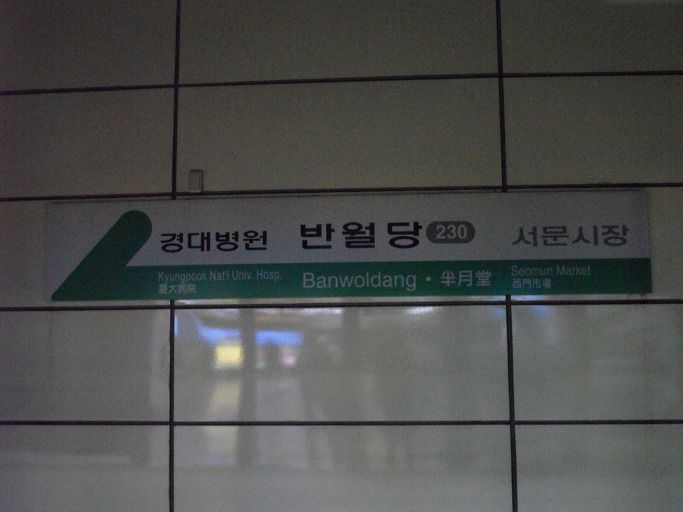 경대병원 반월당 230 서문시장
Kyungpook Nat'l Univ. Hosp. Banwoldang · 半月堂 Seomun Market
慶大病院 西門市場